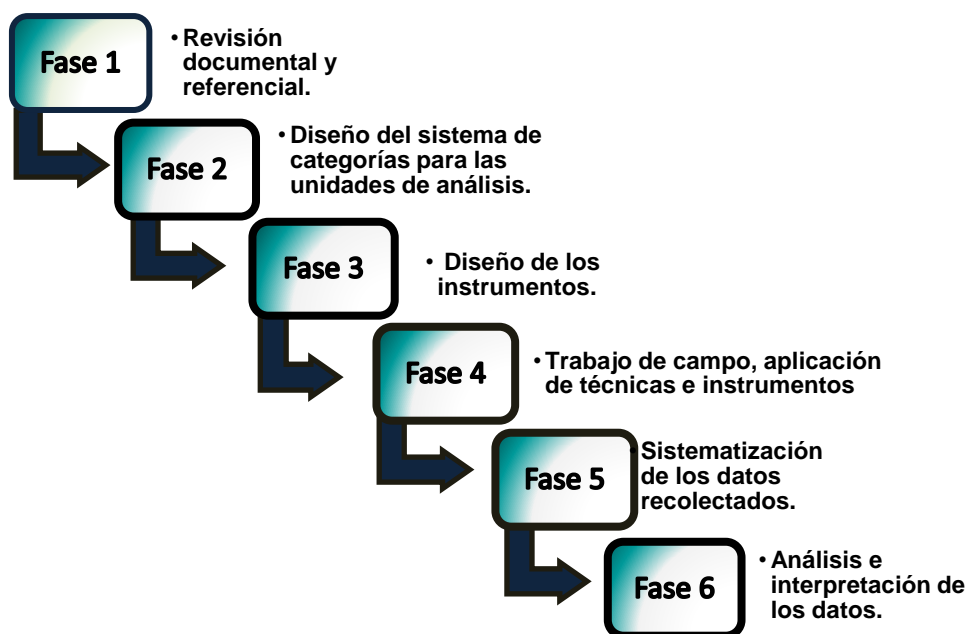 Fase 1
• Revisión
documental y
referencial.
Fase 2
• Diseño del sistema de
categorías para las
unidades de análisis.
Fase 3
• Diseño de los
instrumentos.
Fase 4
• Trabajo de campo, aplicación
de técnicas e instrumentos
Fase 5
• Sistematización
de los datos
recolectados.
Fase 6
• Análisis e
interpretación de
los datos.